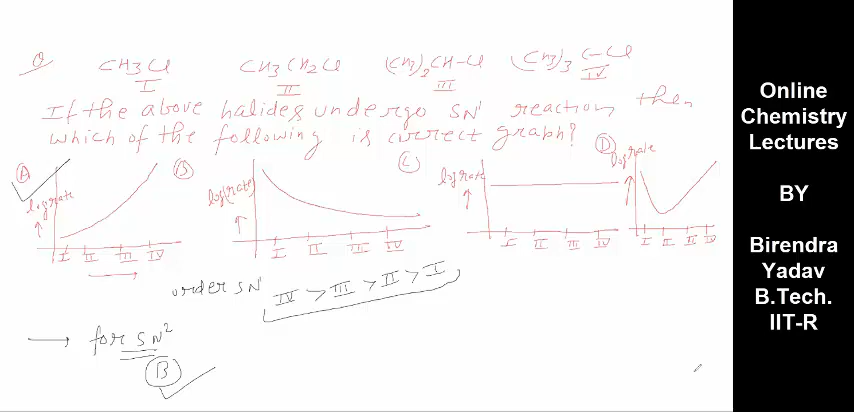 Q CH3Cl CH3CH2Cl (CH3)2CH-Cl (CH3)3C-Cl
I II III IV
If the above halides undergo SN' reaction then
which of the following is correct graph?
A B C D
log rate log(rate) log rate log rate
I II III IV I II III IV I II III IV I II II IV
order SN' IV > III > II > I
→ for SN2
B
Online
Chemistry
Lectures
BY
Birendra
Yadav
B.Tech.
IIT-R